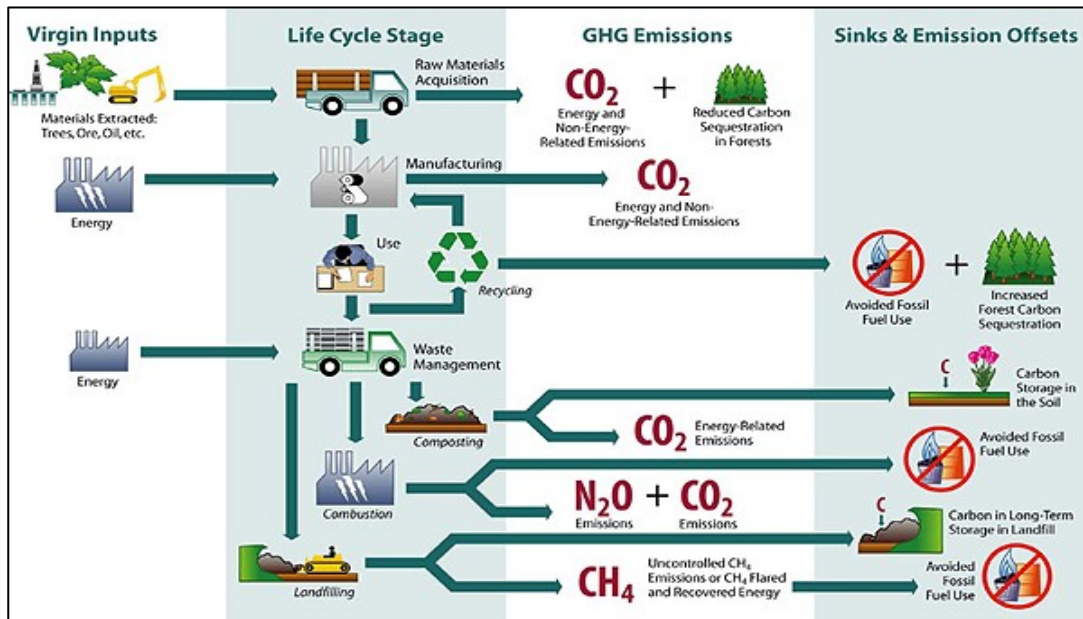 Virgin Inputs
Life Cycle Stage
GHG Emissions
Sinks & Emission Offsets
Materials Extracted:
Trees, Ore, Oil, etc.
Raw Materials
Acquisition
CO2
Energy and
Non-Energy-
Related Emissions
+
Reduced Carbon
Sequestration
in Forests
Energy
Manufacturing
CO2
Energy and Non-
Energy-Related Emissions
Use
Recycling
Avoided Fossil
Fuel Use
+
Increased
Forest Carbon
Sequestration
Energy
Waste
Management
Composting
C
Carbon
Storage in
the Soil
CO2
Energy-Related
Emissions
Combustion
Avoided Fossil
Fuel Use
N2O + CO2
Emissions
Emissions
Landfilling
C
Carbon in Long-Term
Storage in Landfill
CH4
Uncontrolled CH4
Emissions or CH4 Flared
and Recovered Energy
Avoided
Fossil
Fuel Use